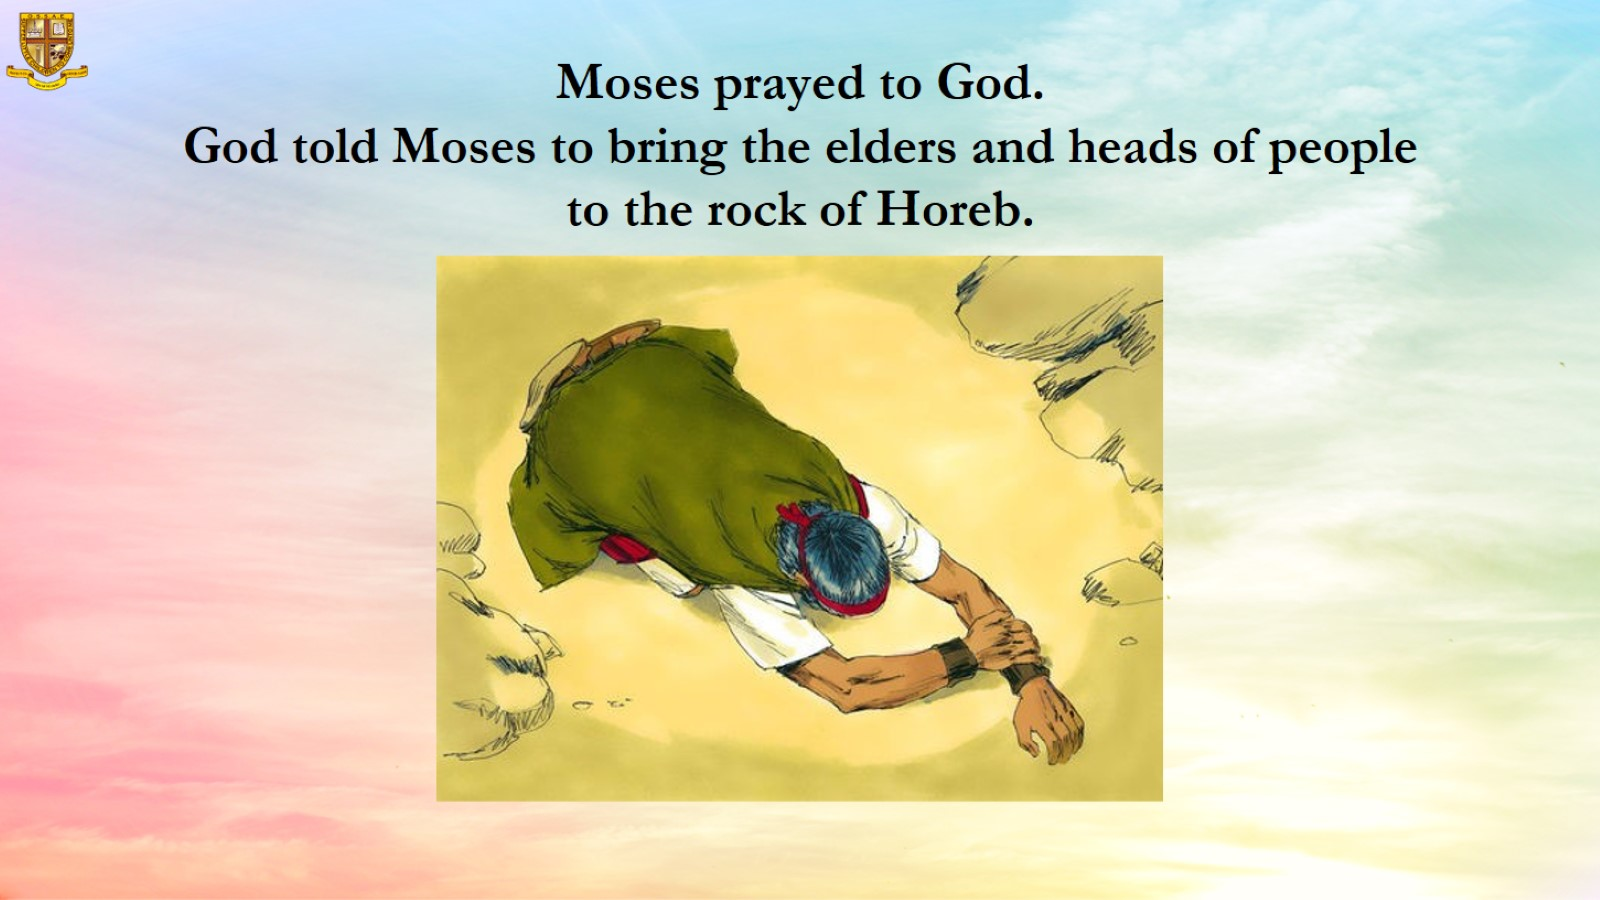 Moses prayed to God.
God told Moses to bring the elders and heads of people
to the rock of Horeb.